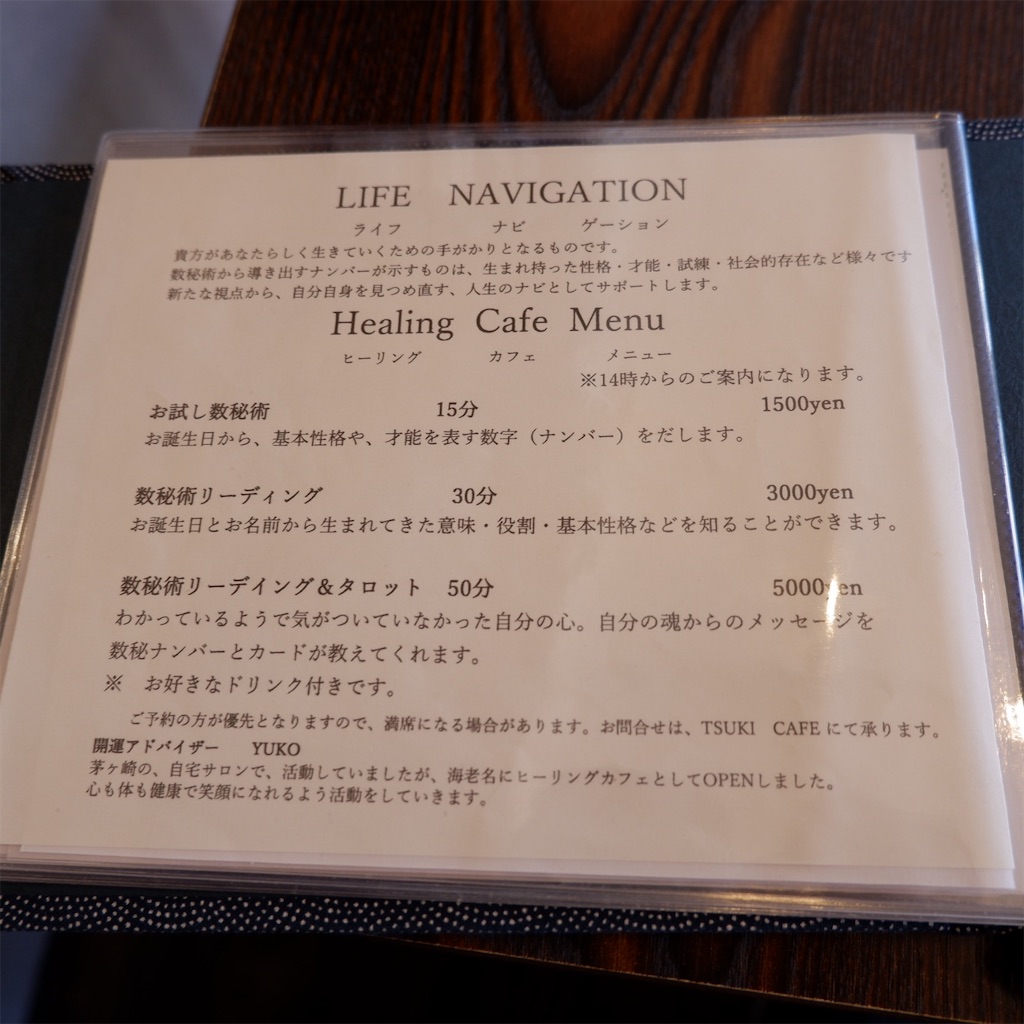 LIFE NAVIGATION
ライフ ナビ ゲーション
貴方があなたらしく生きていくための手がかりとなるものです。
数秘術から導き出すナンバーが示すものは、生まれ持った性格・才能・試練・社会的存在など様々です
新たな視点から、自分自身を見つめ直す、人生のナビとしてサポートします。
Healing Cafe Menu
ヒーリング カフェ メニュー
※14時からのご案内になります。
お試し数秘術 15分 1500yen
お誕生日から、基本性格や、才能を表す数字（ナンバー）をだします。
数秘術リーディング 30分 3000yen
お誕生日とお名前から生まれてきた意味・役割・基本性格などを知ることができます。
数秘術リーデイング＆タロット 50分 5000yen
わかっているようで気がついていなかった自分の心。自分の魂からのメッセージを
数秘ナンバーとカードが教えてくれます。
※ お好きなドリンク付きです。
ご予約の方が優先となりますので、満席になる場合があります。お問合せは、TSUKI CAFE にて承ります。
開運アドバイザー YUKO
茅ヶ崎の、自宅サロンで、活動していましたが、海老名にヒーリングカフェとしてOPENしました。
心も体も健康で笑顔になれるよう活動をしていきます。